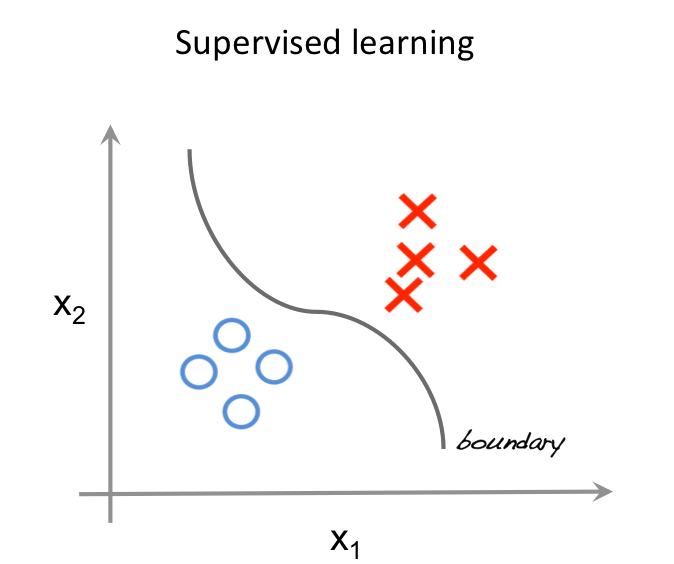 Supervised learning
x₂
boundary
x₁